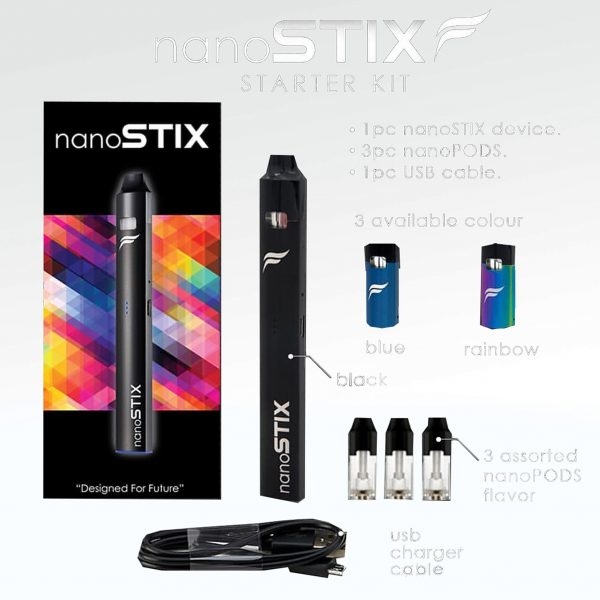 nanoSTIX
STARTER KIT
nanoSTIX
• 1pc nanoSTIX device.
• 3pc nanoPODS.
• 1pc USB cable.
3 available colour
blue
rainbow
black
nanoSTIX
nanoSTIX
3 assorted
nanoPODS
flavor
"Designed For Future"
usb
charger
cable